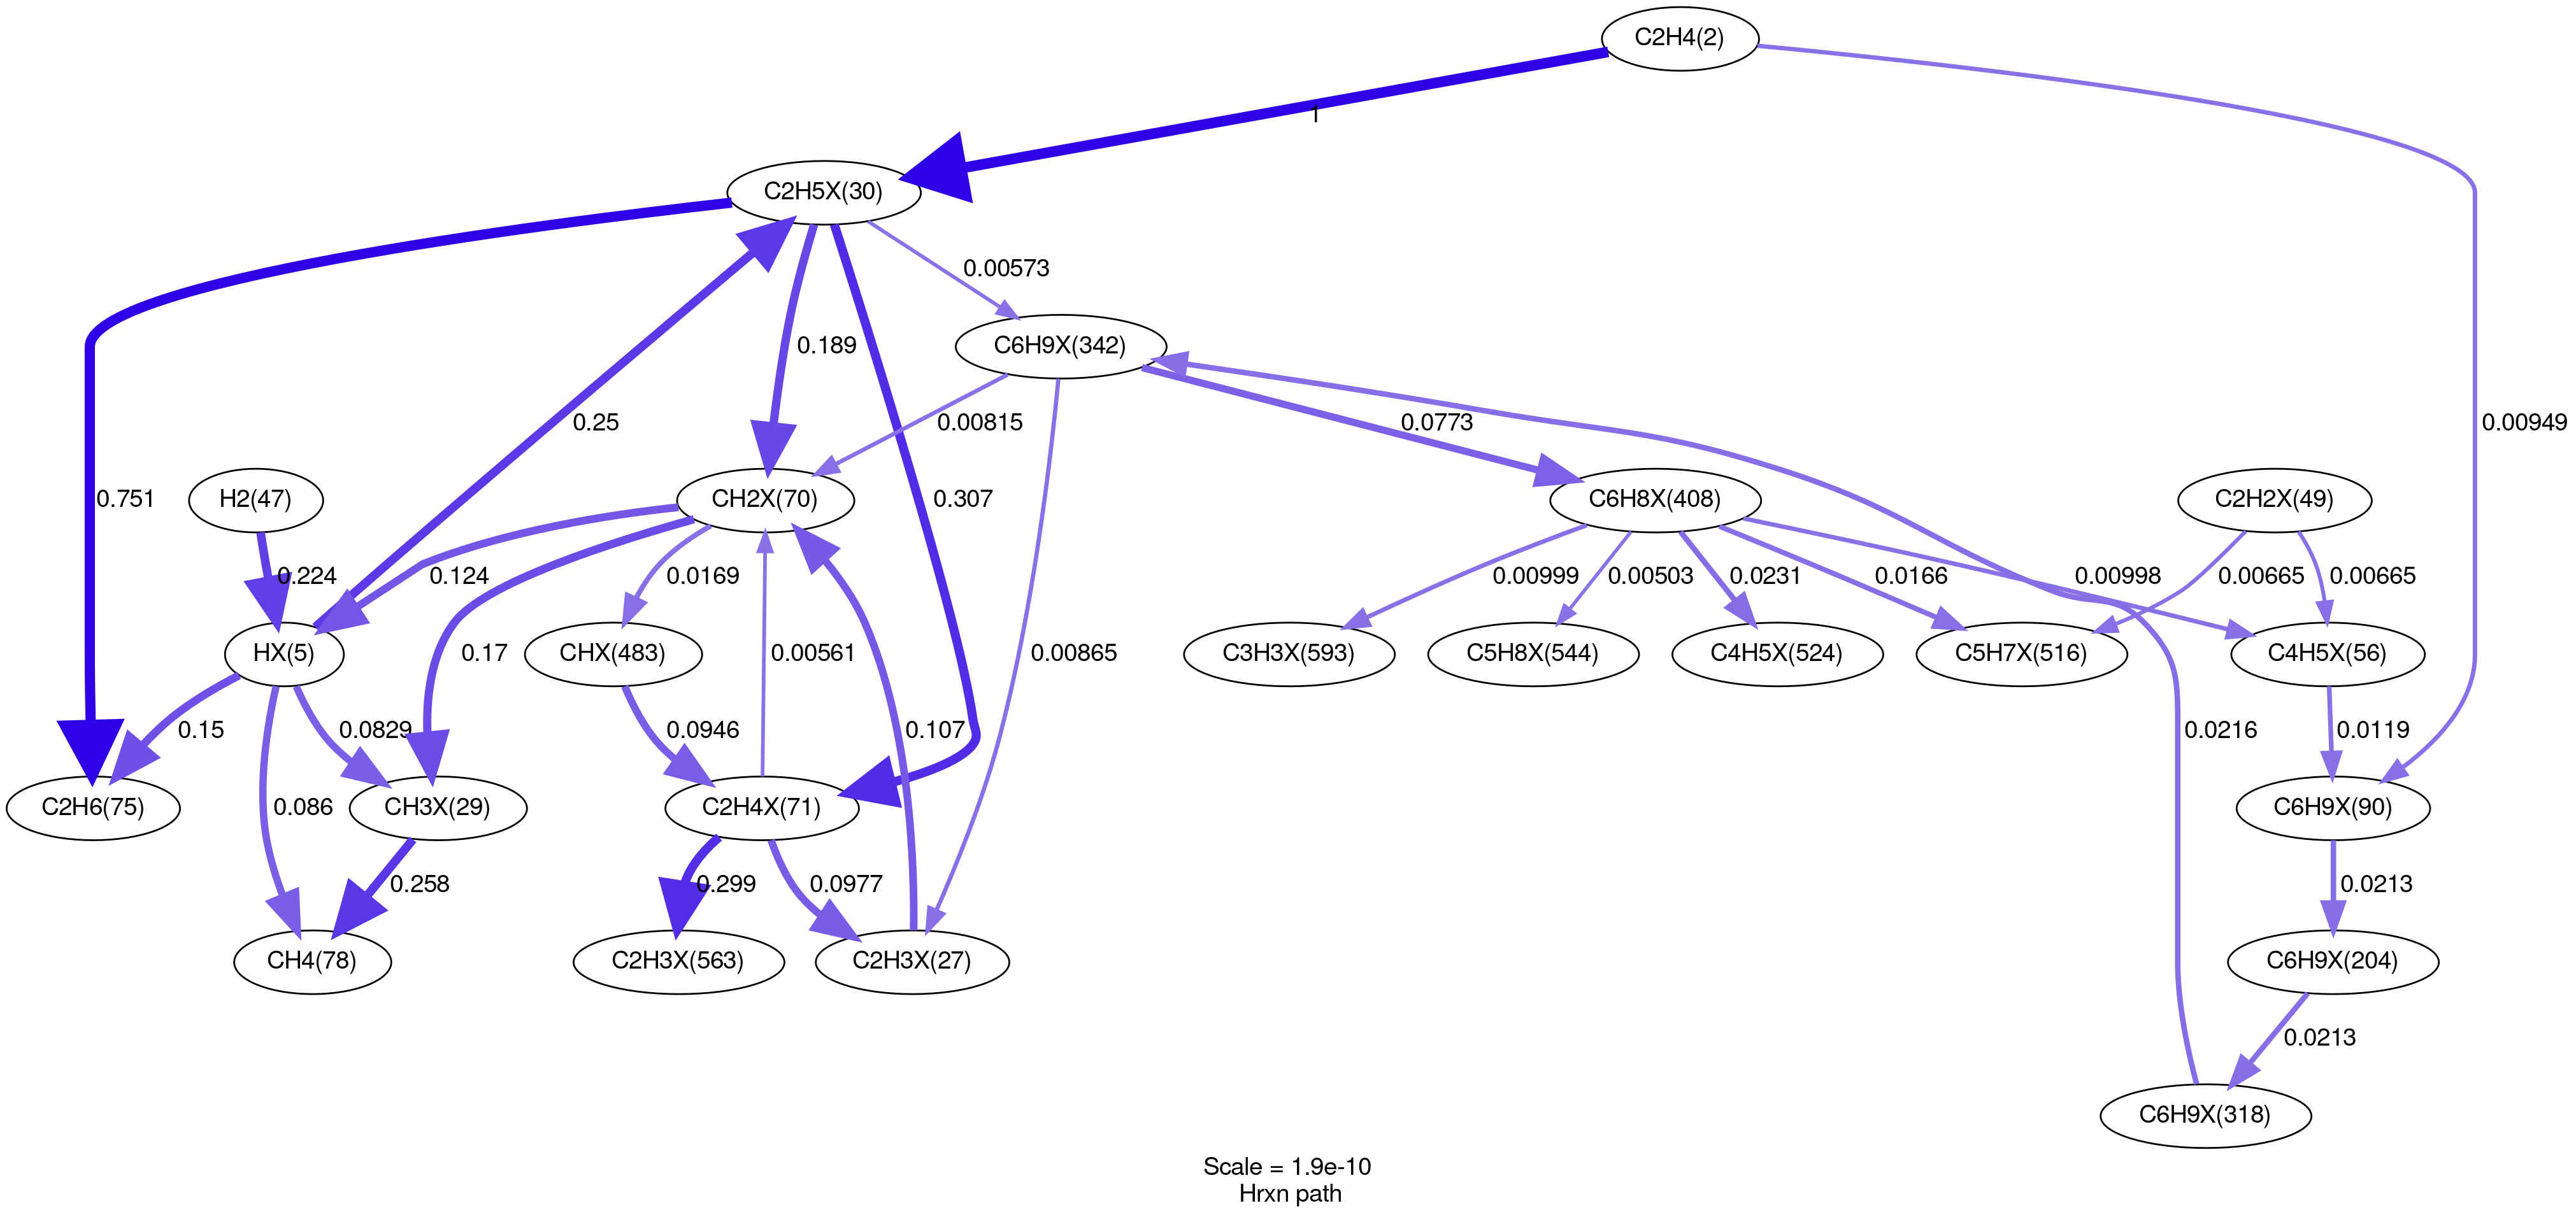 C2H4(2)
1
C2H5X(30)
0.00573
0.189
C6H9X(342)
0.25
0.00815
0.0773
0.00949
0.751
H2(47)
CH2X(70)
0.307
C6H8X(408)
C2H2X(49)
0.224
0.124
0.0169
0.00999
0.00503
0.0231
0.0166
0.00998
0.00665
0.00665
HX(5)
0.17
CHX(483)
0.00561
0.00865
C3H3X(593)
C5H8X(544)
C4H5X(524)
C5H7X(516)
C4H5X(56)
0.15
0.0829
0.0946
0.107
0.0216
0.0119
C2H6(75)
0.086
CH3X(29)
C2H4X(71)
C6H9X(90)
0.258
0.299
0.0977
0.0213
CH4(78)
C2H3X(563)
C2H3X(27)
C6H9X(204)
0.0213
C6H9X(318)
Scale = 1.9e-10
Hrxn path